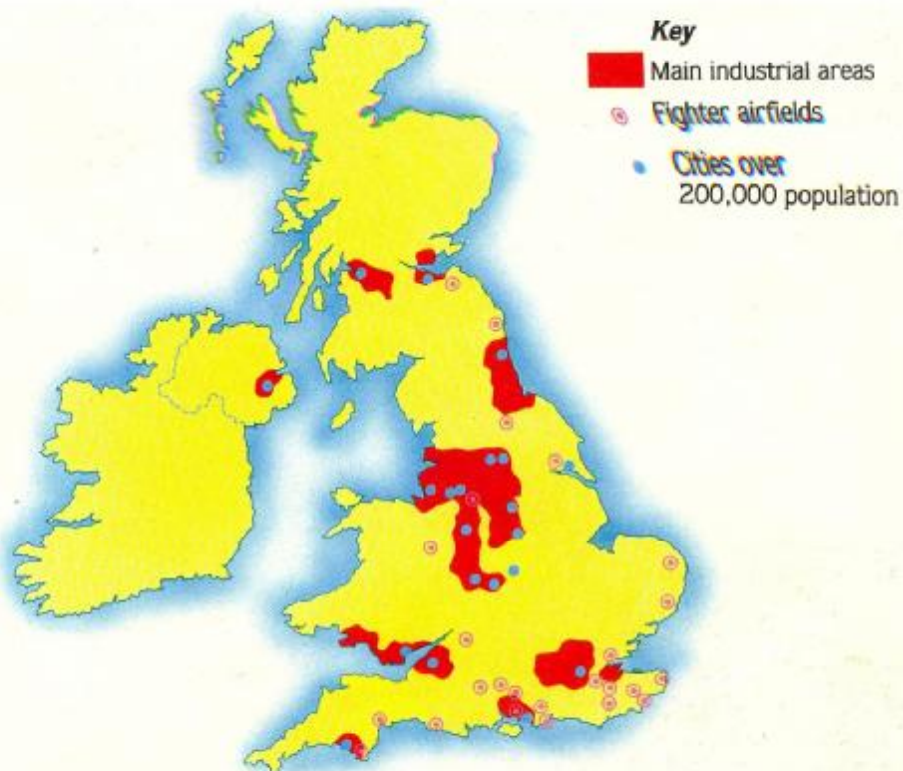 Key
Main industrial areas
Fighter airfields
Cities over
200,000 population